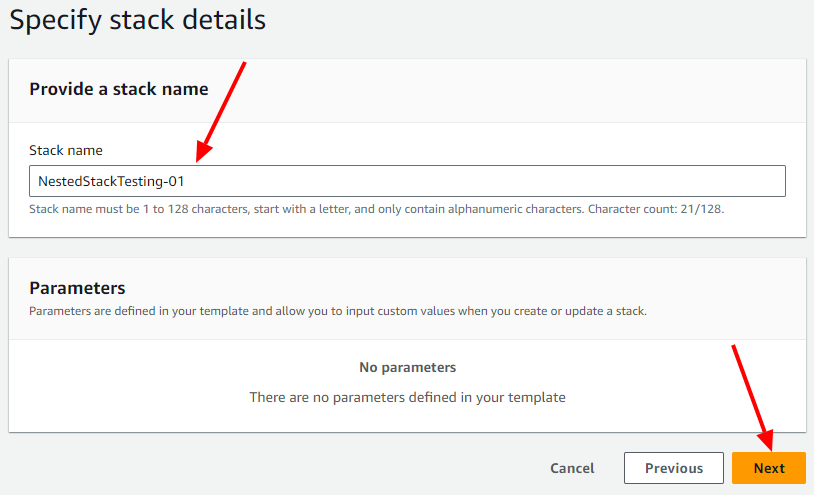 Specify stack details
Provide a stack name
Stack name
NestedStackTesting-01
Stack name must be 1 to 128 characters, start with a letter, and only contain alphanumeric characters. Character count: 21/128.
Parameters
Parameters are defined in your template and allow you to input custom values when you create or update a stack.
No parameters
There are no parameters defined in your template
Cancel Previous Next